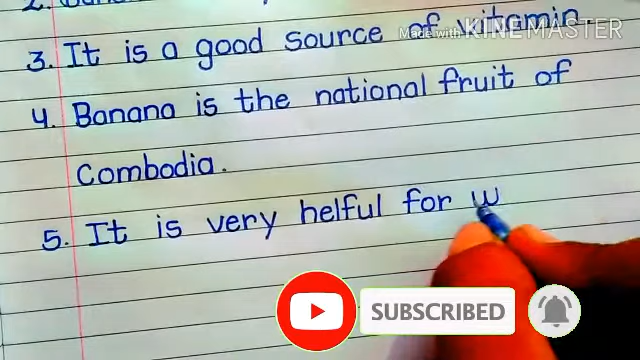 3. It is a good source of vitamin.
Made with KINEMASTER
4. Banana is the national fruit of
Combodia.
5. It is very helful for w
SUBSCRIBED